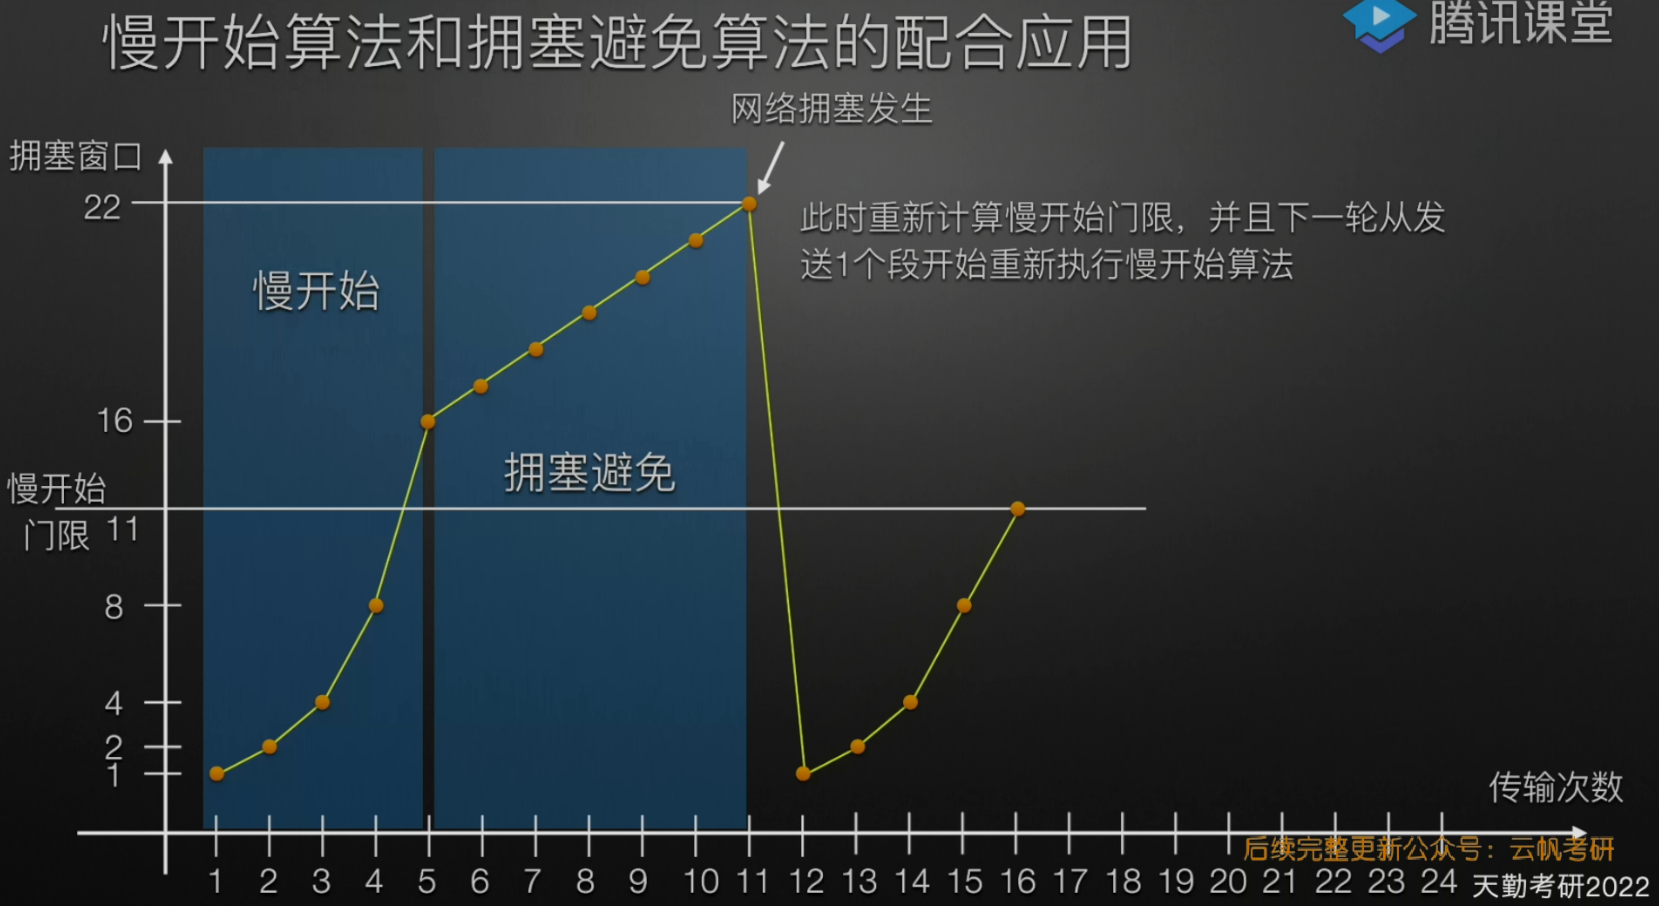 慢开始算法和拥塞避免算法的配合应用
腾讯课堂
网络拥塞发生
拥塞窗口
22
此时重新计算慢开始门限，并且下一轮从发
送1个段开始重新执行慢开始算法
慢开始
16
拥塞避免
慢开始
门限 11
8
4
2
1
传输次数
后续完整更新公众号：云帆考研
1 2 3 4 5 6 7 8 9 10 11 12 13 14 15 16 17 18 19 20 21 22 23 24
天勤考研2022